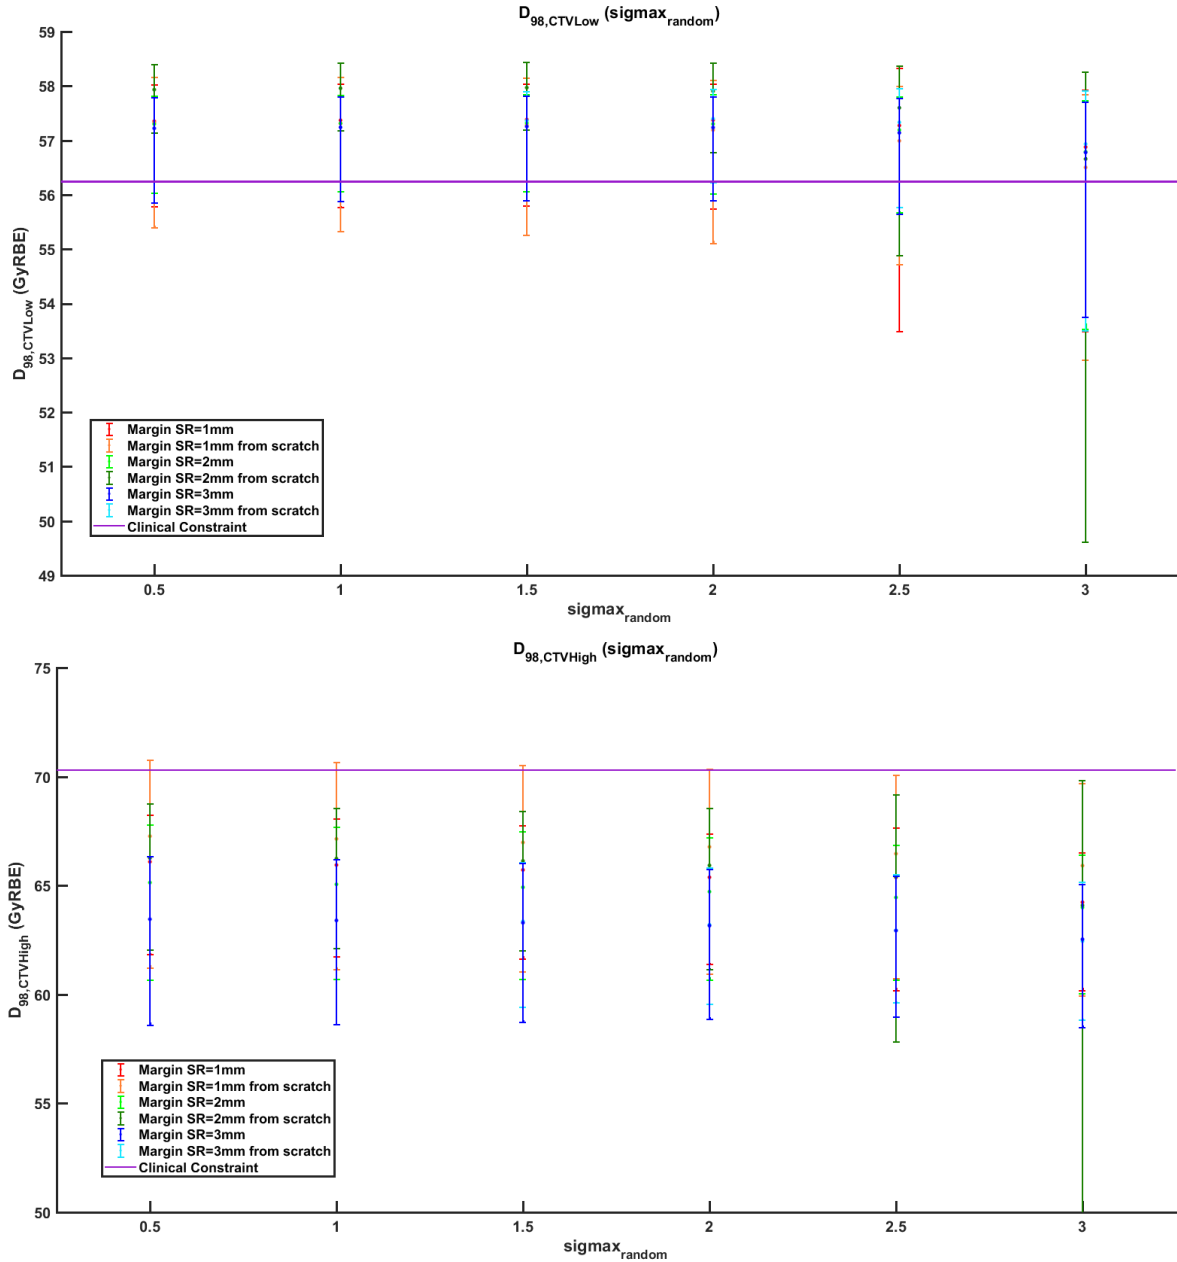 D98,CTVLow (sigmaxrandom)
59
58
57
56
55
54
53
52
51
50
49
D98,CTVLow (GyRBE)
Margin SR=1mm
Margin SR=1mm from scratch
Margin SR=2mm
Margin SR=2mm from scratch
Margin SR=3mm
Margin SR=3mm from scratch
Clinical Constraint
0.5 1 1.5 2 2.5 3
sigmaxrandom
D98,CTVHigh (sigmaxrandom)
75
70
65
60
55
50
D98,CTVHigh (GyRBE)
Margin SR=1mm
Margin SR=1mm from scratch
Margin SR=2mm
Margin SR=2mm from scratch
Margin SR=3mm
Margin SR=3mm from scratch
Clinical Constraint
0.5 1 1.5 2 2.5 3
sigmaxrandom